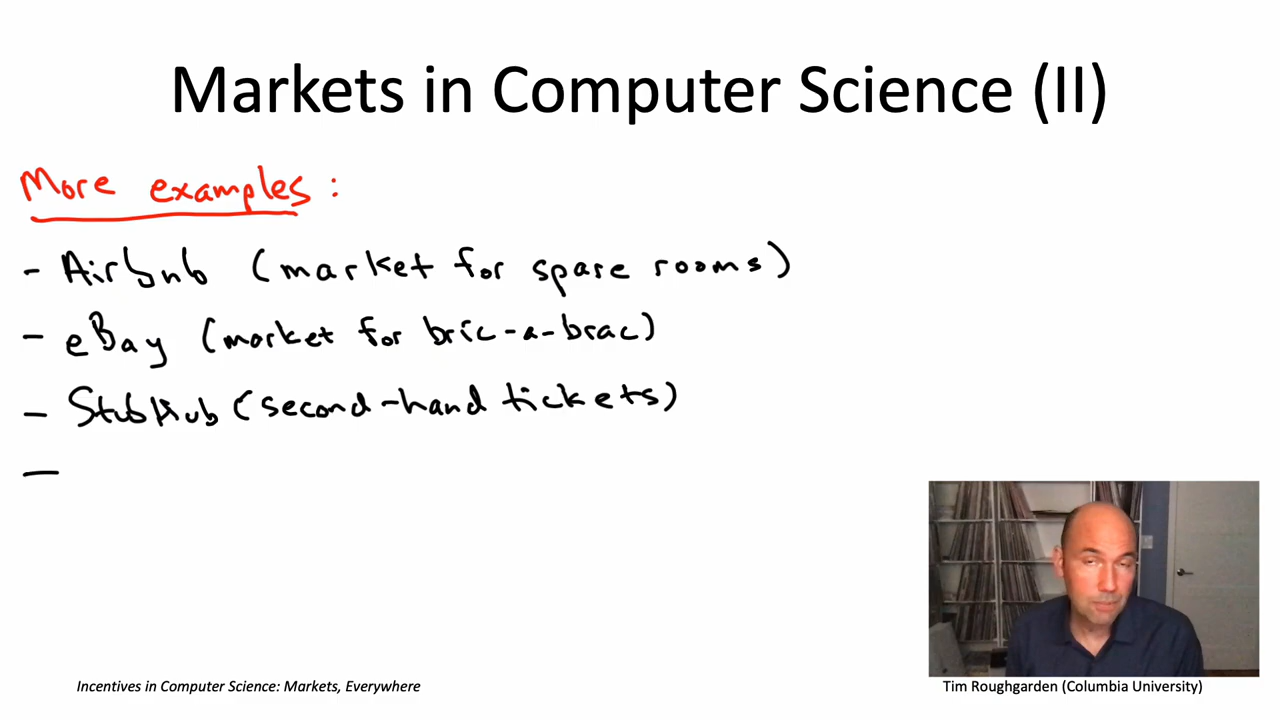 Markets in Computer Science (II)
More examples:
- Airbnb (market for spare rooms)
- eBay (market for bric-a-brac)
- StubHub (second-hand tickets)
-
Incentives in Computer Science: Markets, Everywhere
Tim Roughgarden (Columbia University)